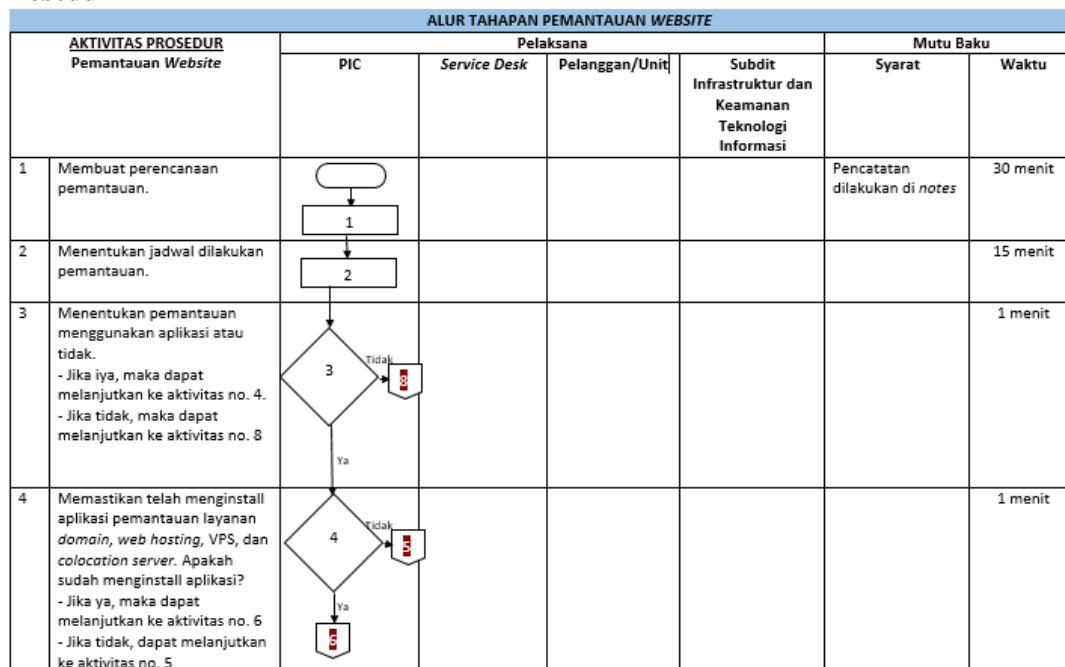 ALUR TAHAPAN PEMANTAUAN WEBSITE
AKTIVITAS PROSEDUR
Pemantauan Website
Pelaksana
Mutu Baku
PIC
Service Desk
Pelanggan/Unit
Subdit
Infrastruktur dan
Keamanan
Teknologi
Informasi
Syarat
Waktu
1
Membuat perencanaan
pemantauan.
1
Pencatatan
dilakukan di notes
30 menit
2
Menentukan jadwal dilakukan
pemantauan.
2
15 menit
3
Menentukan pemantauan
menggunakan aplikasi atau
tidak.
- Jika iya, maka dapat
melanjutkan ke aktivitas no. 4.
- Jika tidak, maka dapat
melanjutkan ke aktivitas no. 8
3
Tidak
8
Ya
1 menit
4
Memastikan telah menginstall
aplikasi pemantauan layanan
domain, web hosting, VPS, dan
colocation server. Apakah
sudah menginstall aplikasi?
- Jika ya, maka dapat
melanjutkan ke aktivitas no. 6
- Jika tidak, dapat melanjutkan
ke aktivitas no. 5
4
Tidak
5
Ya
6
1 menit